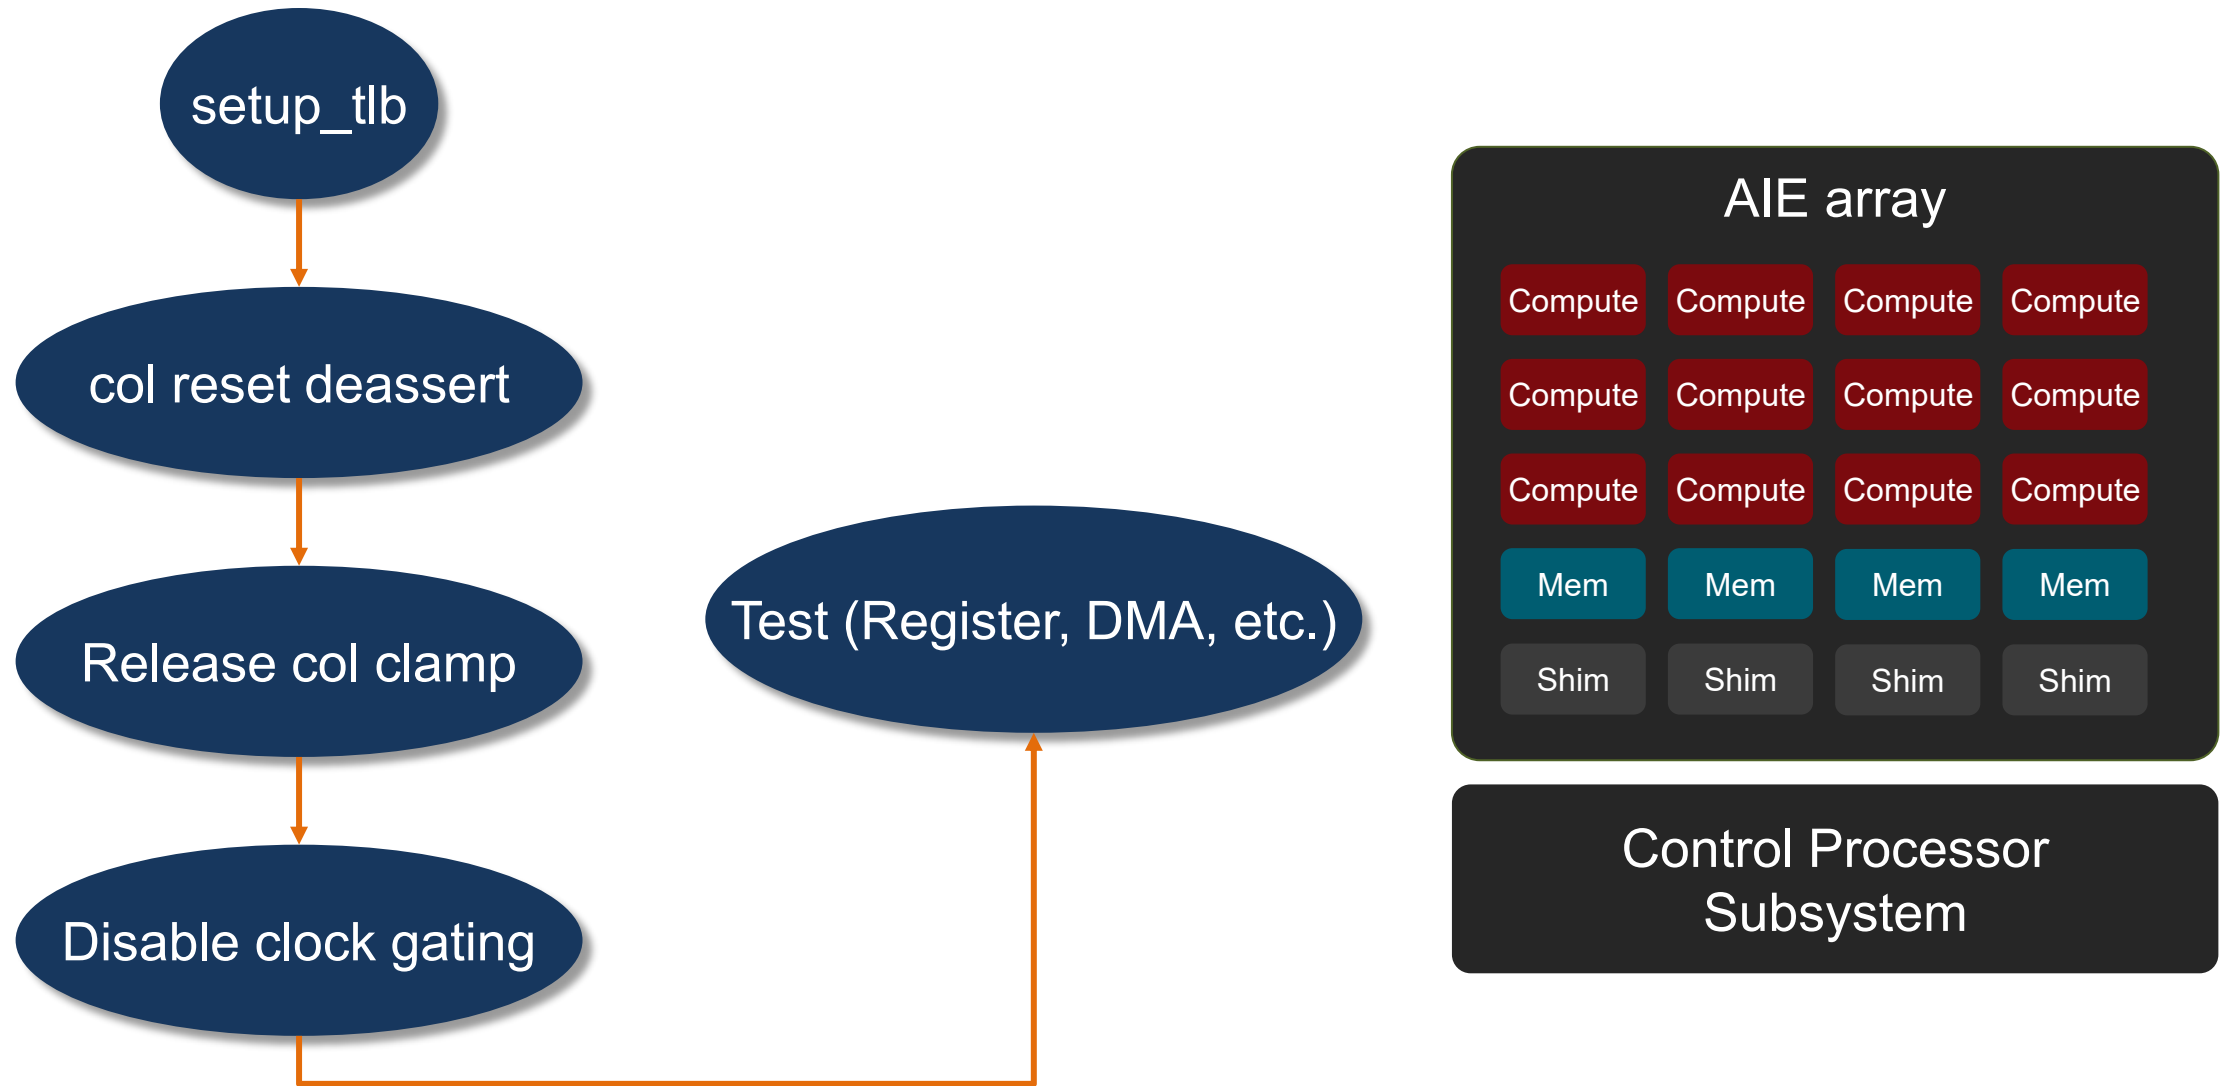 setup_tlb
col reset deassert
Release col clamp
Disable clock gating
Test (Register, DMA, etc.)
AIE array
Compute Compute Compute Compute
Compute Compute Compute Compute
Compute Compute Compute Compute
Mem Mem Mem Mem
Shim Shim Shim Shim
Control Processor
Subsystem